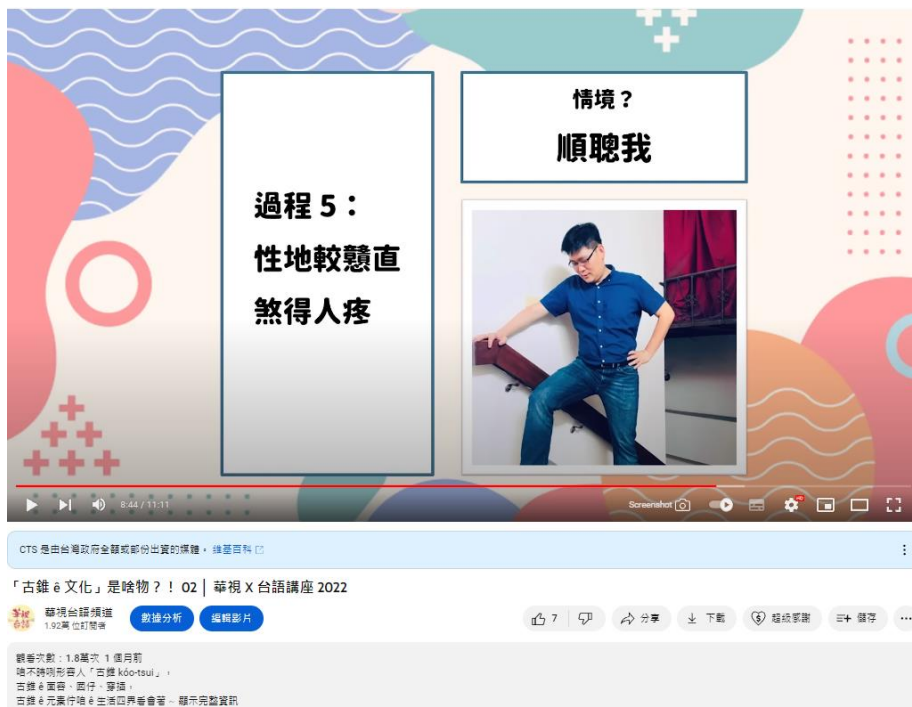 過程 5：
性地較戇直
煞得人疼
情境？
順聰我
8:44 / 11:11
Screenshot
HD
CTS 是由台灣政府全額或部份出資的媒體。 維基百科
「古錐 ê 文化」是啥物？！ 02│ 華視 X 台語講座 2022
華視台語
華視台語頻道
1.92萬 位訂閱者
數據分析
編輯影片
7
分享
下載
超級感謝
儲存
觀看次數：1.8萬次 1 個月前
咱不時咧形容人「古錐 kóo-tsui」，
古錐 ê 面容、囡仔、穿插，
古錐 ê 元素佇咱 ê 生活四界看會著~ 顯示完整資訊